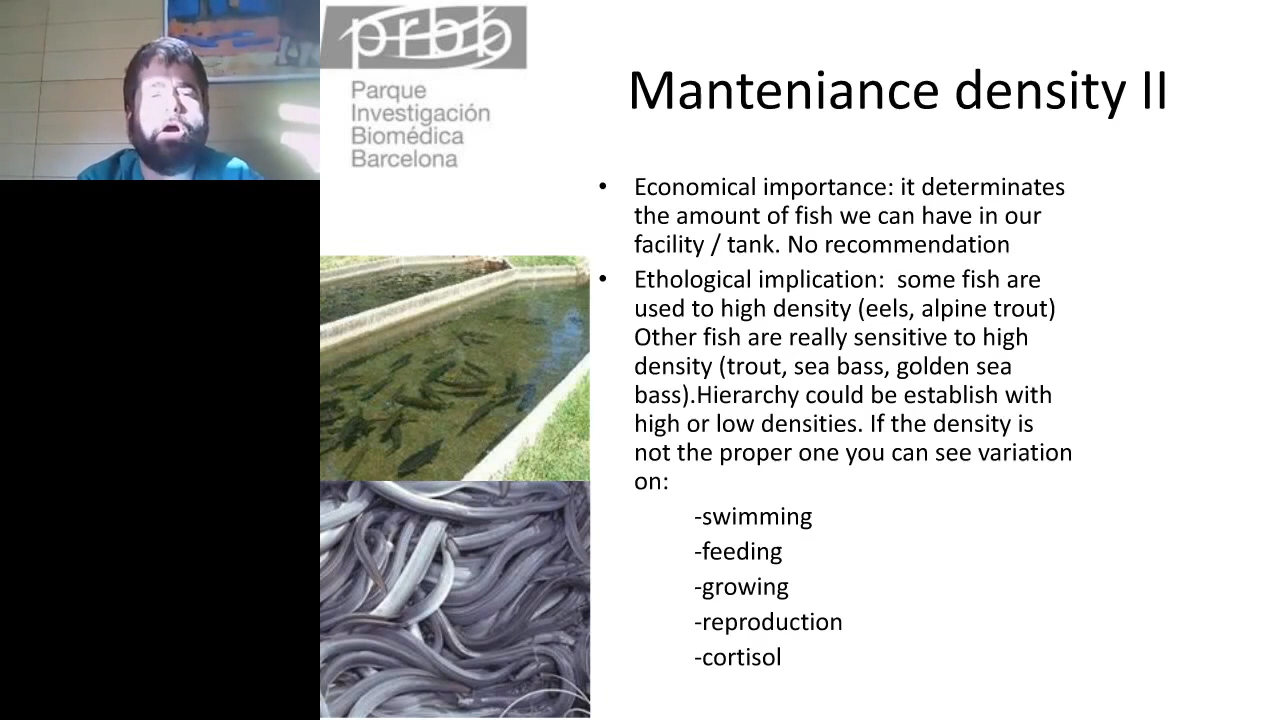 prbb
Parque
Investigación
Biomédica
Barcelona
Manteniance density II
• Economical importance: it determinates
the amount of fish we can have in our
facility / tank. No recommendation
• Ethological implication:  some fish are
used to high density (eels, alpine trout)
Other fish are really sensitive to high
density (trout, sea bass, golden sea
bass).Hierarchy could be establish with
high or low densities. If the density is
not the proper one you can see variation
on:
-swimming
-feeding
-growing
-reproduction
-cortisol